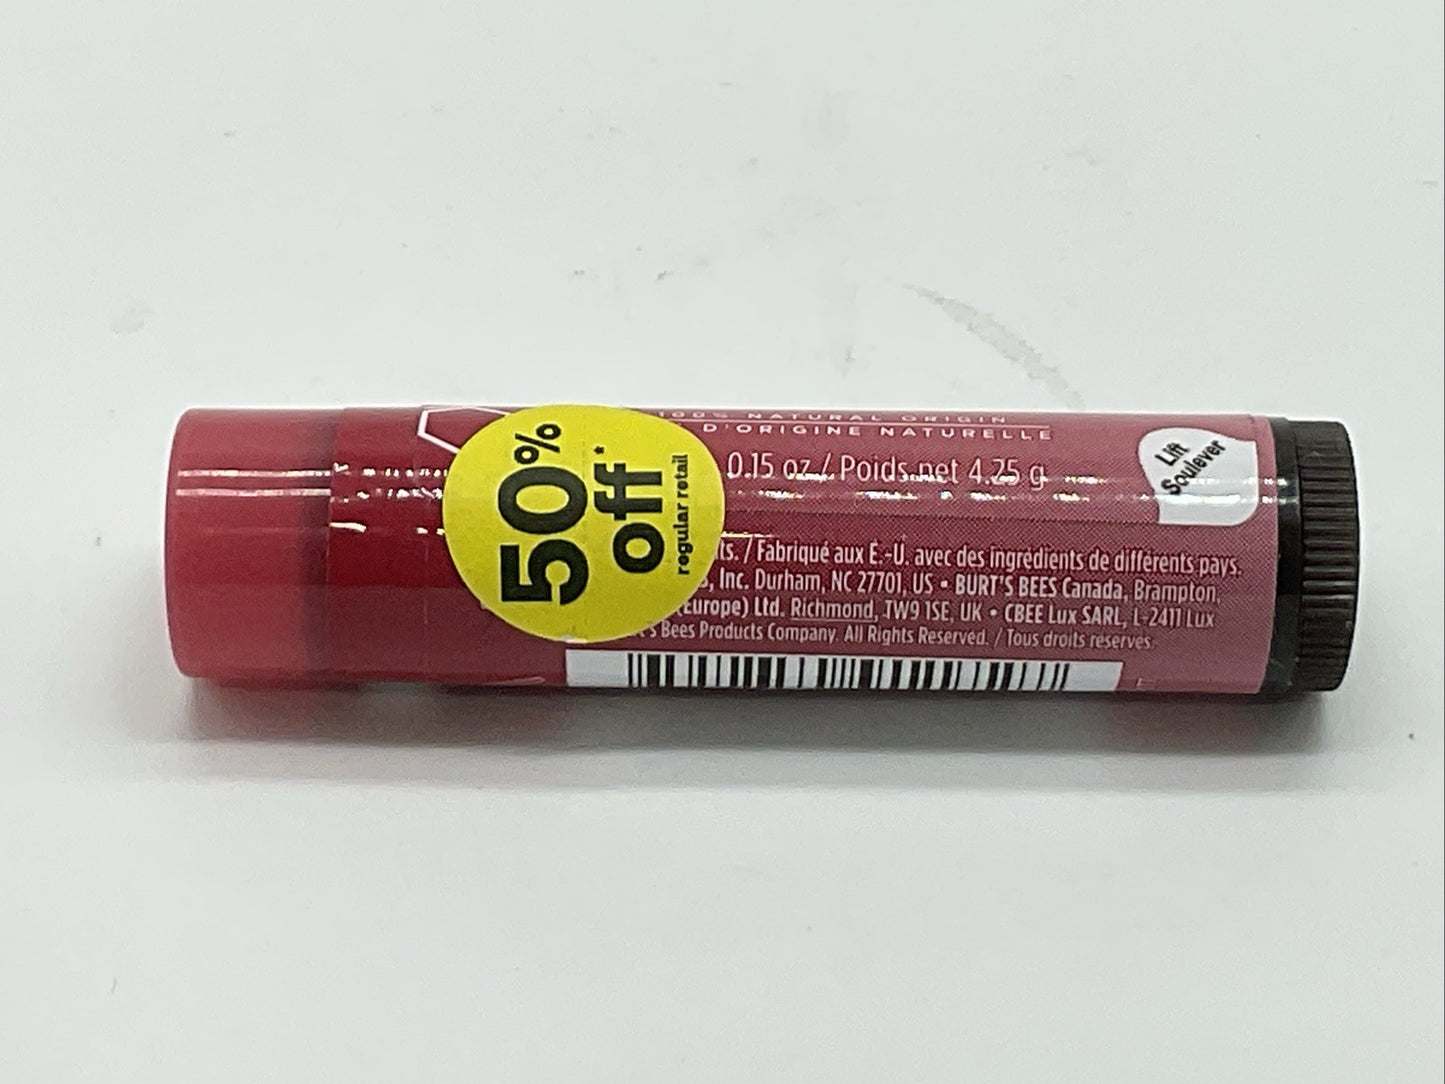 50%
off*
regular retail
100% NATURAL ORIGIN
D'ORIGINE NATURELLE
0.15 oz / Poids net 4.25 g
Lift
Soulever
/ Fabriqué aux É.-U. avec des ingrédients de différents pays.
Inc. Durham, NC 27701, US • BURT'S BEES Canada, Brampton,
(Europe) Ltd. Richmond, TW9 1SE, UK • CBEE Lux SARL, L-2411 Lux
Bees Products Company. All Rights Reserved. / Tous droits réservés.